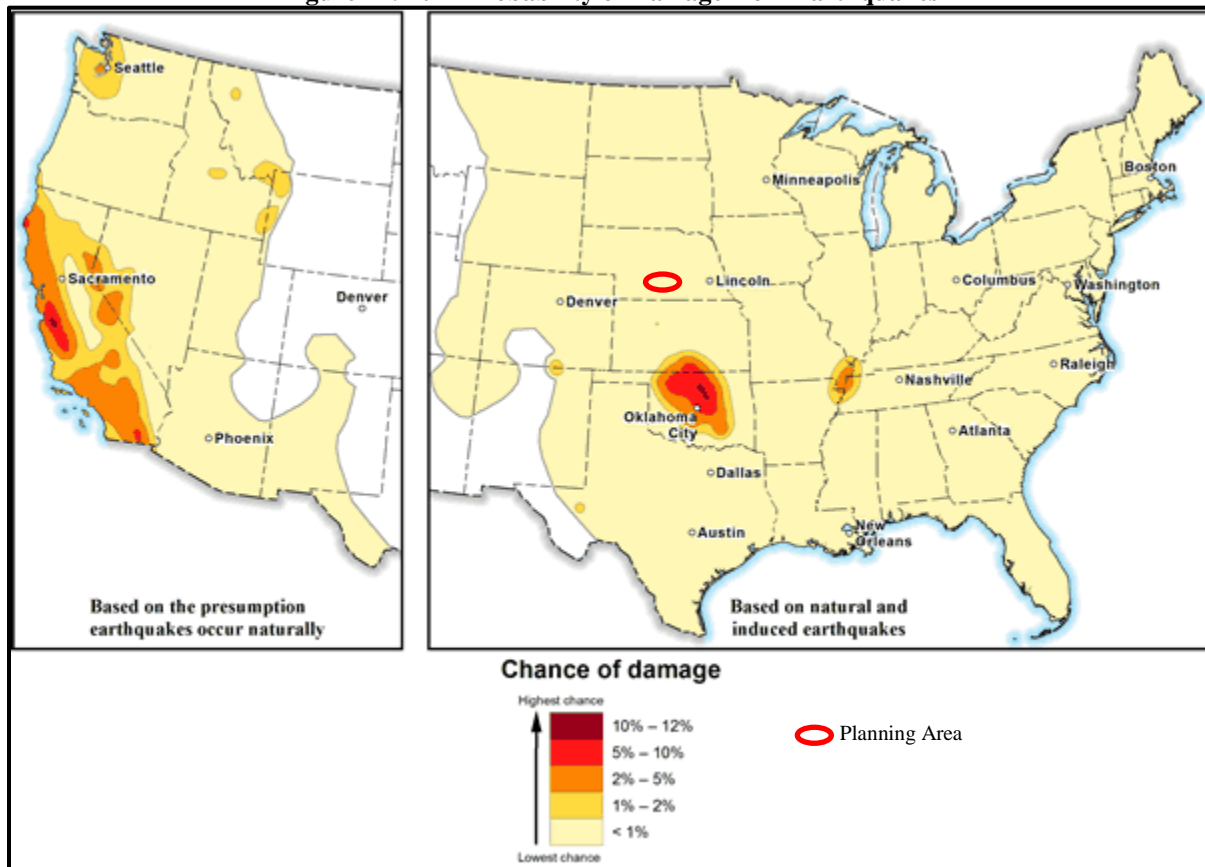 Seattle
Sacramento
Denver
Phoenix
Based on the presumption
earthquakes occur naturally
Minneapolis
Boston
Lincoln
Columbus
Washington
Denver
Nashville
Raleigh
Oklahoma
City
Atlanta
Dallas
Austin
New
Orleans
Based on natural and
induced earthquakes
Chance of damage
Highest chance
10% – 12%
5% – 10%
2% – 5%
1% – 2%
< 1%
Lowest chance
Planning Area